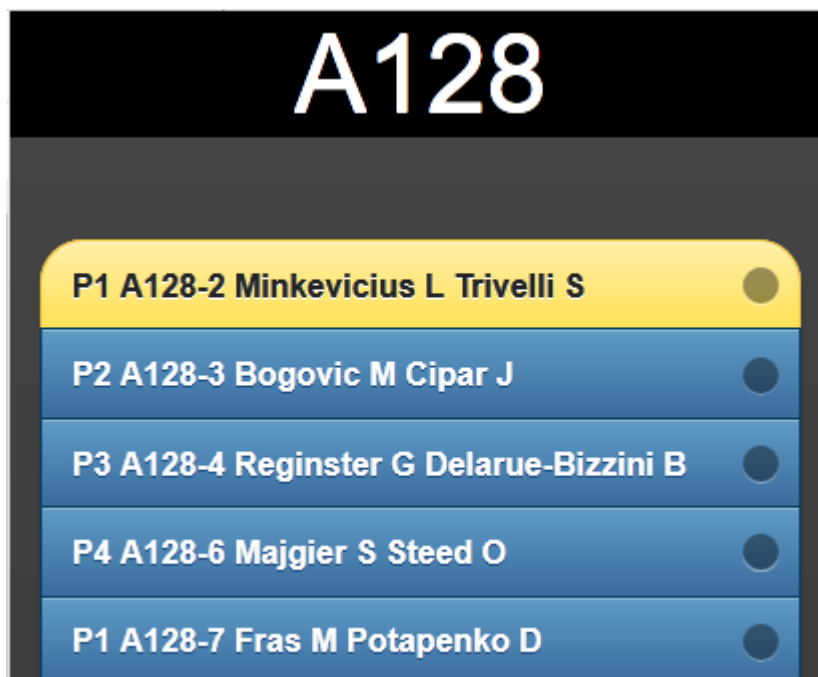 A128
P1 A128-2 Minkevicius L Trivelli S
P2 A128-3 Bogovic M Cipar J
P3 A128-4 Reginster G Delarue-Bizzini B
P4 A128-6 Majgier S Steed O
P1 A128-7 Fras M Potapenko D